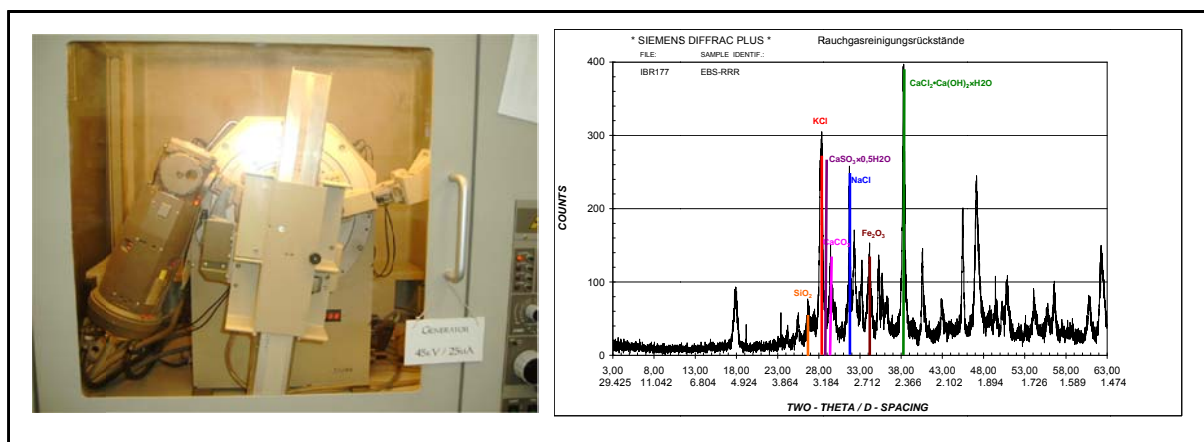 GENERATOR
45kV / 25mA
* SIEMENS DIFFRAC PLUS * Rauchgasreinigungsrückstände
FILE: SAMPLE IDENTIF.:
IBR177 EBS-RRR
400
300
200
100
0
COUNTS
CaCl₂•Ca(OH)₂×H2O
KCl
CaSO₃×0,5H2O
NaCl
Fe₂O₃
CaCO₃
SiO₂
3,00 8,00 13,00 18,00 23,00 28,00 33,00 38,00 43,00 48,00 53,00 58,00 63,00
29.425 11.042 6.804 4.924 3.864 3.184 2.712 2.366 2.102 1.894 1.726 1.589 1.474
TWO - THETA / D - SPACING